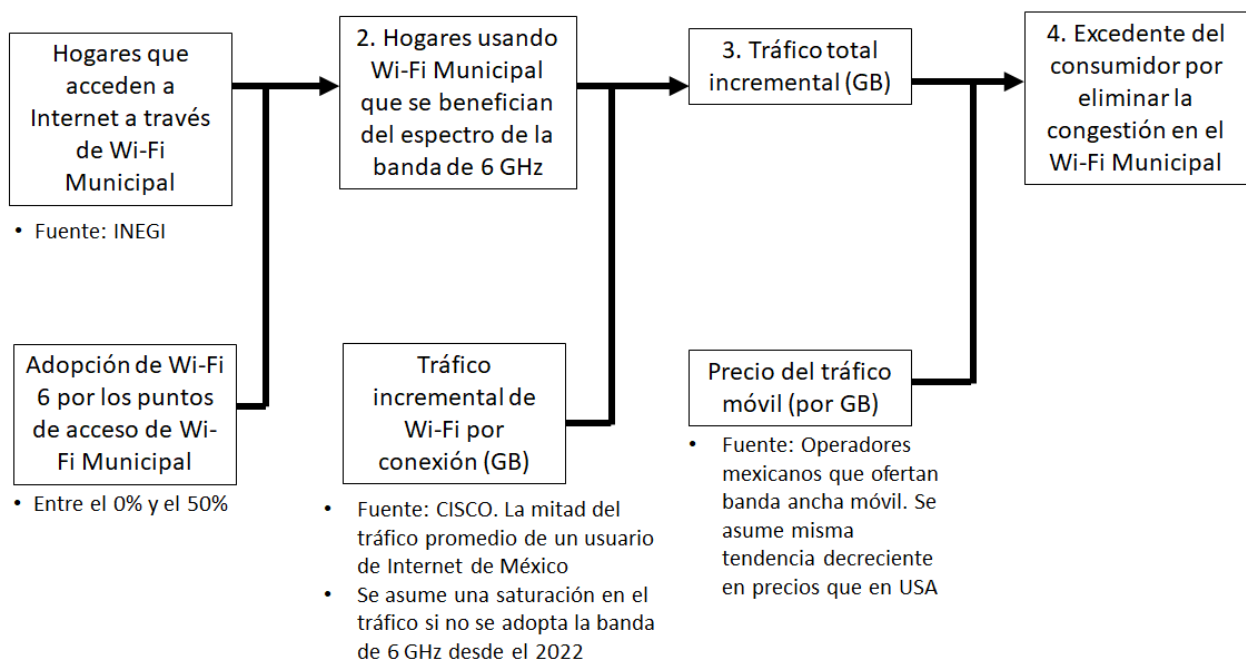 Hogares que
acceden a
Internet a través
de Wi-Fi
Municipal
• Fuente: INEGI
2. Hogares usando
Wi-Fi Municipal
que se benefician
del espectro de la
banda de 6 GHz
3. Tráfico total
incremental (GB)
4. Excedente del
consumidor por
eliminar la
congestión en el
Wi-Fi Municipal
Adopción de Wi-Fi
6 por los puntos
de acceso de Wi-
Fi Municipal
• Entre el 0% y el 50%
Tráfico
incremental de
Wi-Fi por
conexión (GB)
• Fuente: CISCO. La mitad del
tráfico promedio de un usuario
de Internet de México
• Se asume una saturación en el
tráfico si no se adopta la banda
de 6 GHz desde el 2022
Precio del tráfico
móvil (por GB)
• Fuente: Operadores
mexicanos que ofertan
banda ancha móvil. Se
asume misma
tendencia decreciente
en precios que en USA